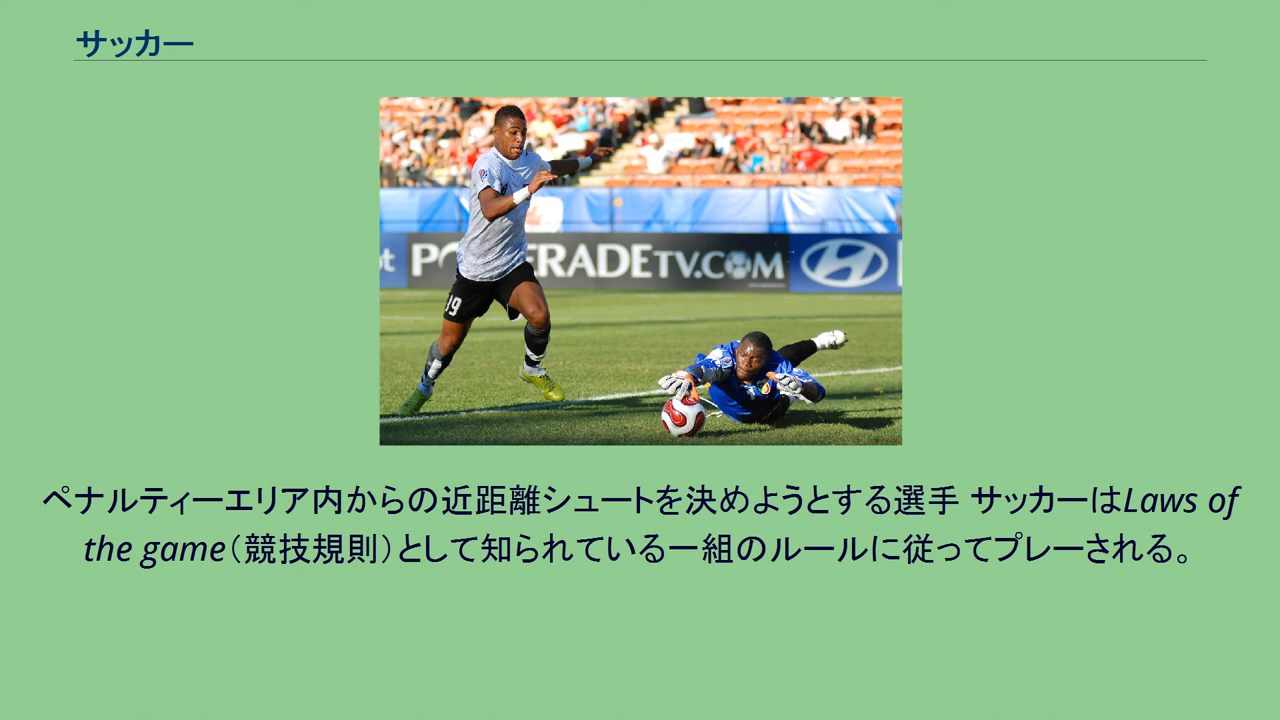 サッカー
19
POWERADETV.COM
ペナルティーエリア内からの近距離シュートを決めようとする選手 サッカーはLaws of
the game（競技規則）として知られている一組のルールに従ってプレーされる。